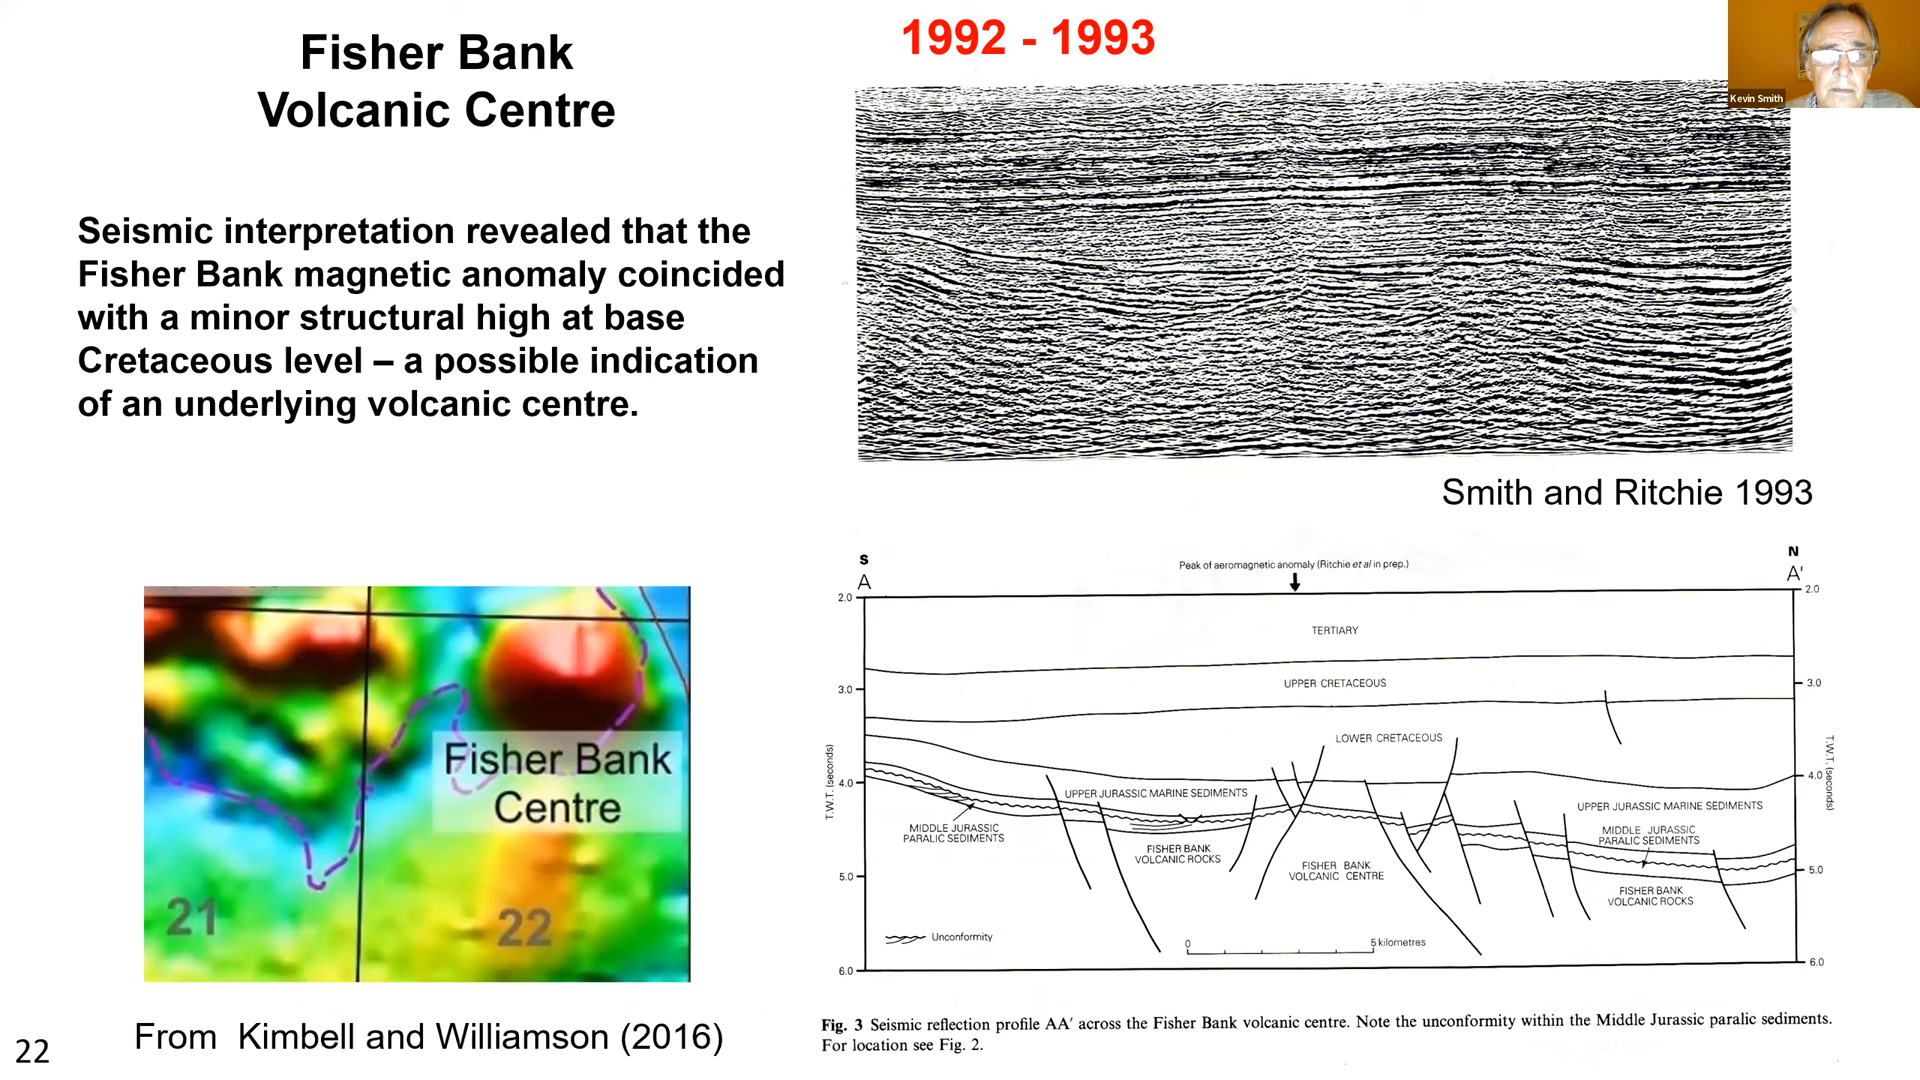 Fisher Bank
Volcanic Centre
1992 - 1993
Kevin Smith
Seismic interpretation revealed that the
Fisher Bank magnetic anomaly coincided
with a minor structural high at base
Cretaceous level – a possible indication
of an underlying volcanic centre.
Smith and Ritchie 1993
S
A
Peak of aeromagnetic anomaly (Ritchie et al in prep.)
N
A'
2.0
2.0
TERTIARY
3.0
UPPER CRETACEOUS
3.0
LOWER CRETACEOUS
T.W.T. (seconds)
4.0
4.0
T.W.T. (seconds)
UPPER JURASSIC MARINE SEDIMENTS
UPPER JURASSIC MARINE SEDIMENTS
MIDDLE JURASSIC
PARALIC SEDIMENTS
MIDDLE JURASSIC
PARALIC SEDIMENTS
FISHER BANK
VOLCANIC ROCKS
FISHER BANK
VOLCANIC CENTRE
5.0
5.0
FISHER BANK
VOLCANIC ROCKS
Unconformity
0
5 kilometres
6.0
6.0
Fisher Bank
Centre
21
22
From Kimbell and Williamson (2016)
Fig. 3 Seismic reflection profile AA' across the Fisher Bank volcanic centre. Note the unconformity within the Middle Jurassic paralic sediments.
For location see Fig. 2.
22